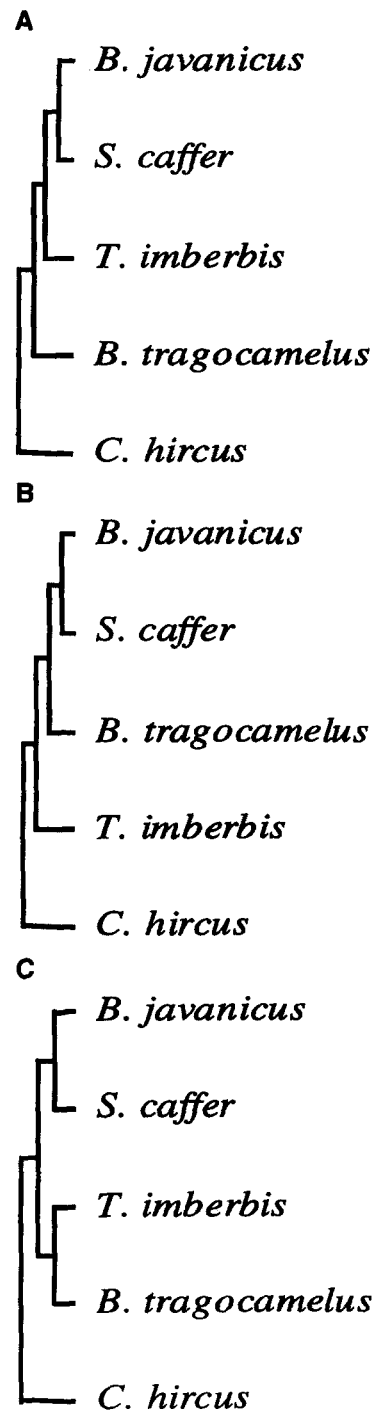 A
B. javanicus
S. caffer
T. imberbis
B. tragocamelus
C. hircus
B
B. javanicus
S. caffer
B. tragocamelus
T. imberbis
C. hircus
C
B. javanicus
S. caffer
T. imberbis
B. tragocamelus
C. hircus